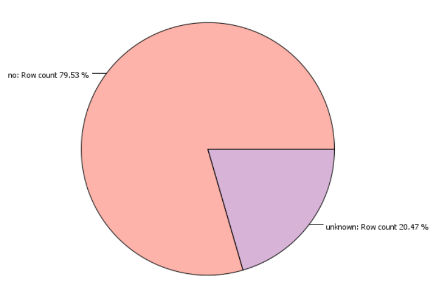 no: Row count 79.53 %
unknown: Row count 20.47 %